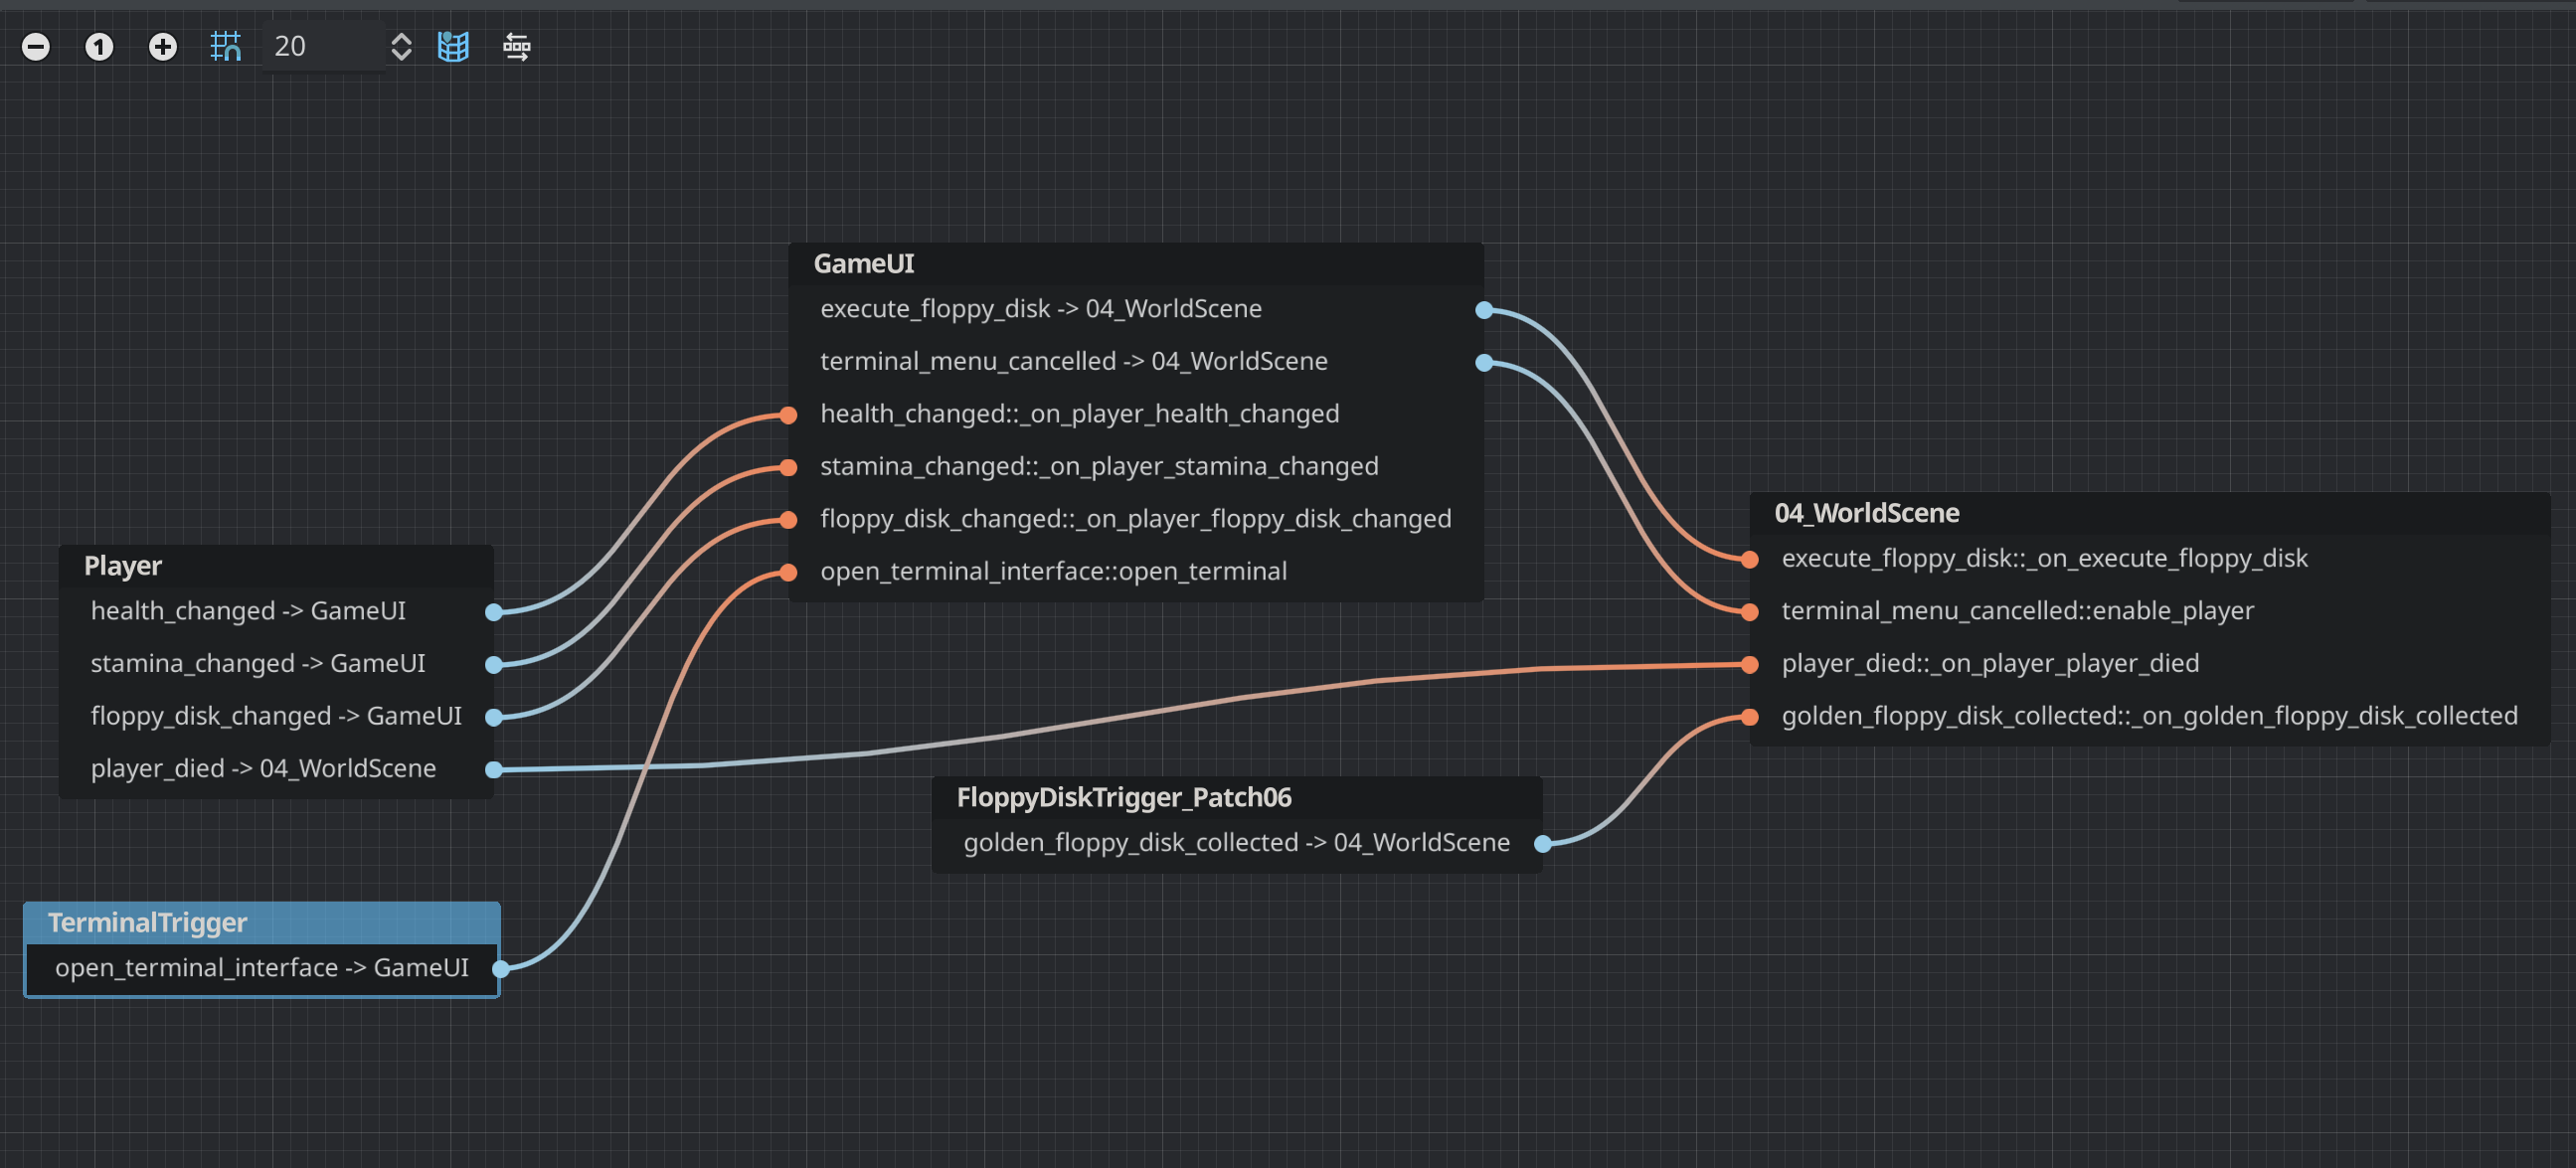 1
20
GameUI
execute_floppy_disk -> 04_WorldScene
terminal_menu_cancelled -> 04_WorldScene
health_changed::_on_player_health_changed
stamina_changed::_on_player_stamina_changed
floppy_disk_changed::_on_player_floppy_disk_changed
open_terminal_interface::open_terminal
04_WorldScene
execute_floppy_disk::_on_execute_floppy_disk
terminal_menu_cancelled::enable_player
player_died::_on_player_player_died
golden_floppy_disk_collected::_on_golden_floppy_disk_collected
Player
health_changed -> GameUI
stamina_changed -> GameUI
floppy_disk_changed -> GameUI
player_died -> 04_WorldScene
FloppyDiskTrigger_Patch06
golden_floppy_disk_collected -> 04_WorldScene
TerminalTrigger
open_terminal_interface -> GameUI